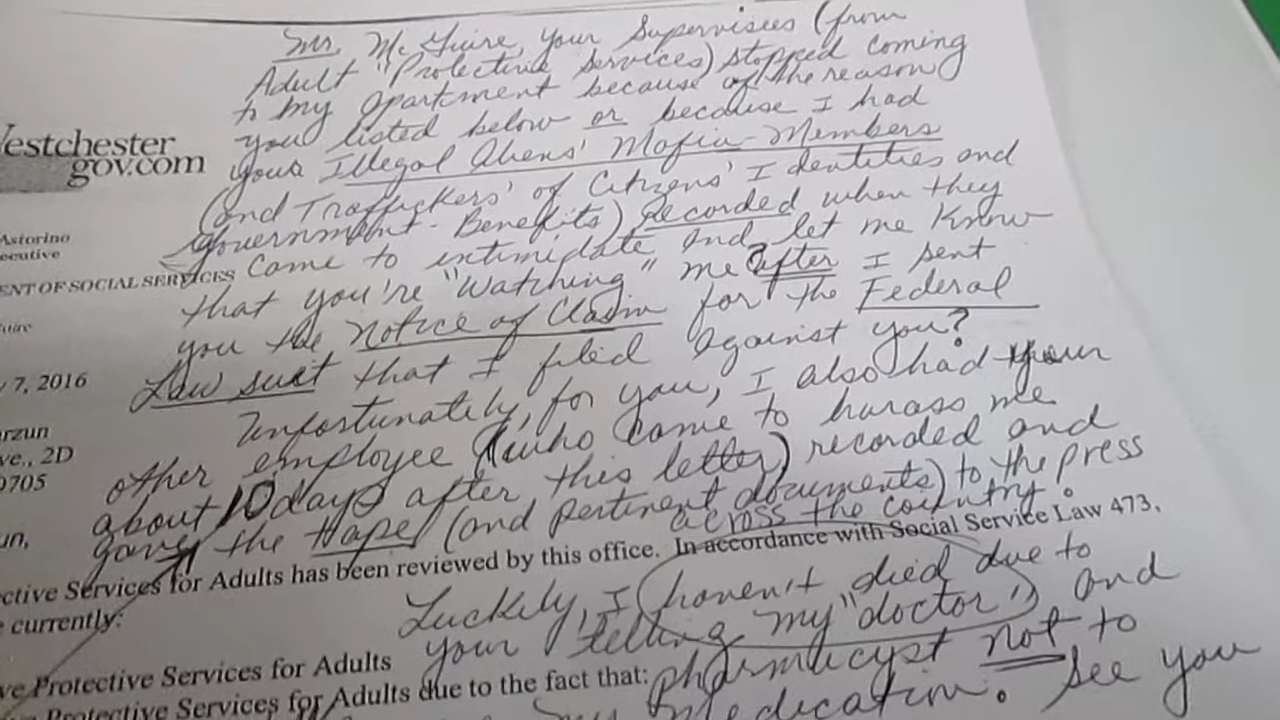 Mr. McGuire, your Supervisees (from
Adult "Protective Services) stopped coming
to my apartment because of the reason
you listed below or because I had
your Illegal Aliens' Mafia-Members
(and Traffickers' of Citizens' Identities and
Government-Benefits) recorded when they
came to intimidate and let me know
that you're "Watching" me after I sent
you the Notice of Claim for the Federal
Law suit that I filed against you?
Unfortunately, for you, I also had your
other employee (who came to harass me
about 10 days after this letter) recorded and
gave the tape (and pertinent documents) to the press
across the country.
estchester
gov.com
Astorino
ecutive
ENT OF SOCIAL SERVICES
7, 2016
rzun
ve., 2D
0705
un,
ctive Services for Adults has been reviewed by this office. In accordance with Social Service Law 473,
currently:
Luckily, I haven't died due to
your telling my "doctor" and
pharmacyst not to
medication. See you
ve Protective Services for Adults
Protective Services for Adults due to the fact that: